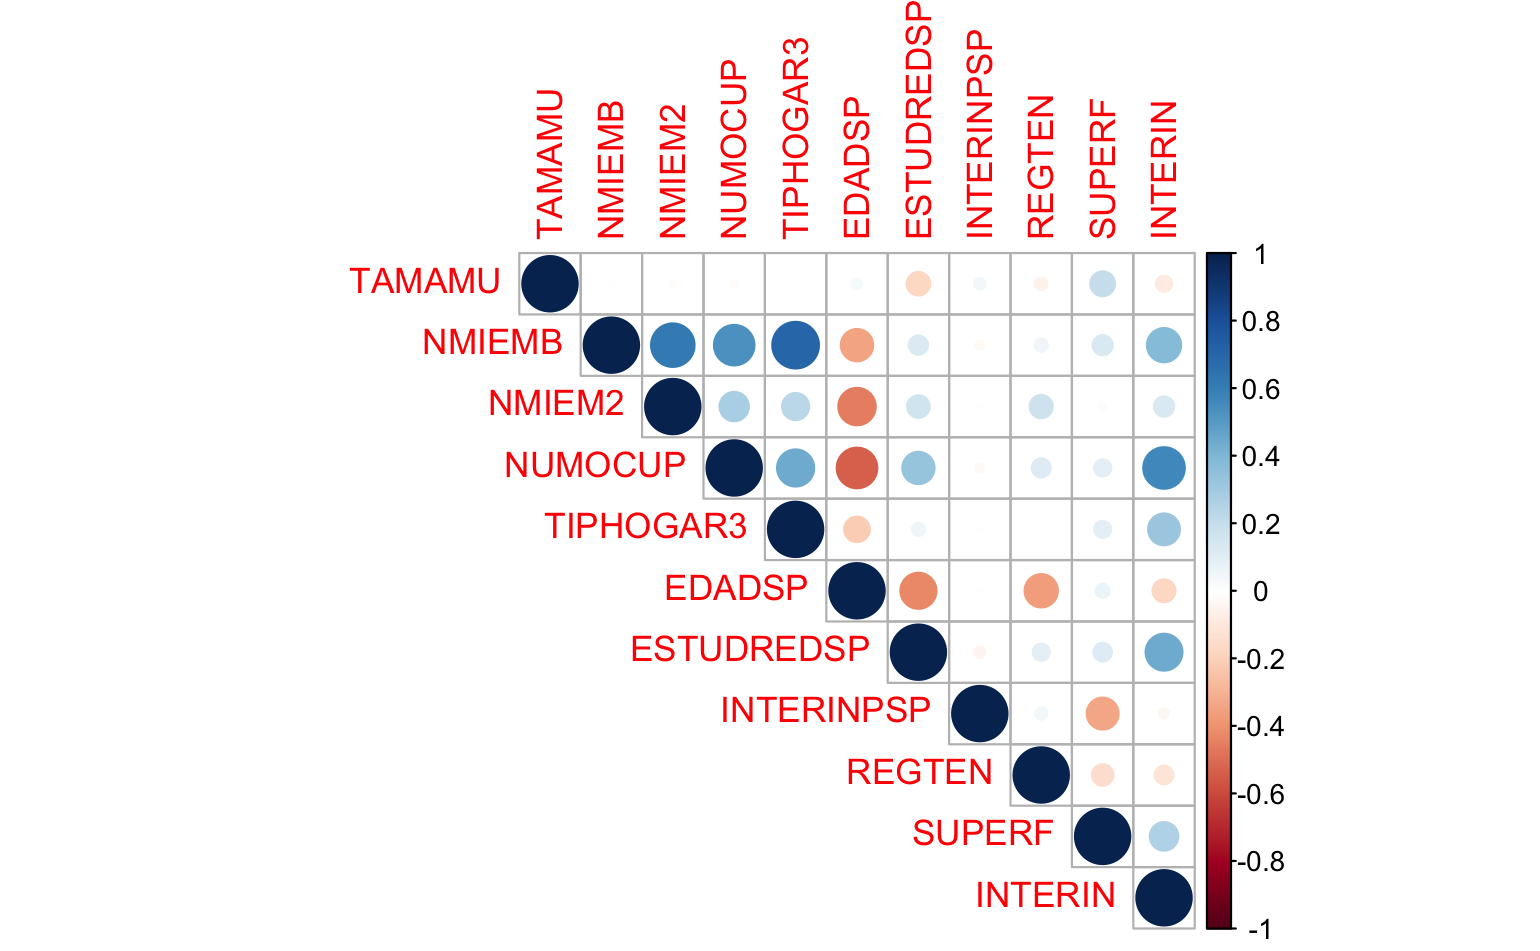 TAMAMU
NMIEMB
NMIEM2
NUMOCUP
TIPHOGAR3
EDADSP
ESTUDREDSP
INTERINPSP
REGTEN
SUPERF
INTERIN
TAMAMU
NMIEMB
NMIEM2
NUMOCUP
TIPHOGAR3
EDADSP
ESTUDREDSP
INTERINPSP
REGTEN
SUPERF
INTERIN
1
0.8
0.6
0.4
0.2
0
-0.2
-0.4
-0.6
-0.8
-1